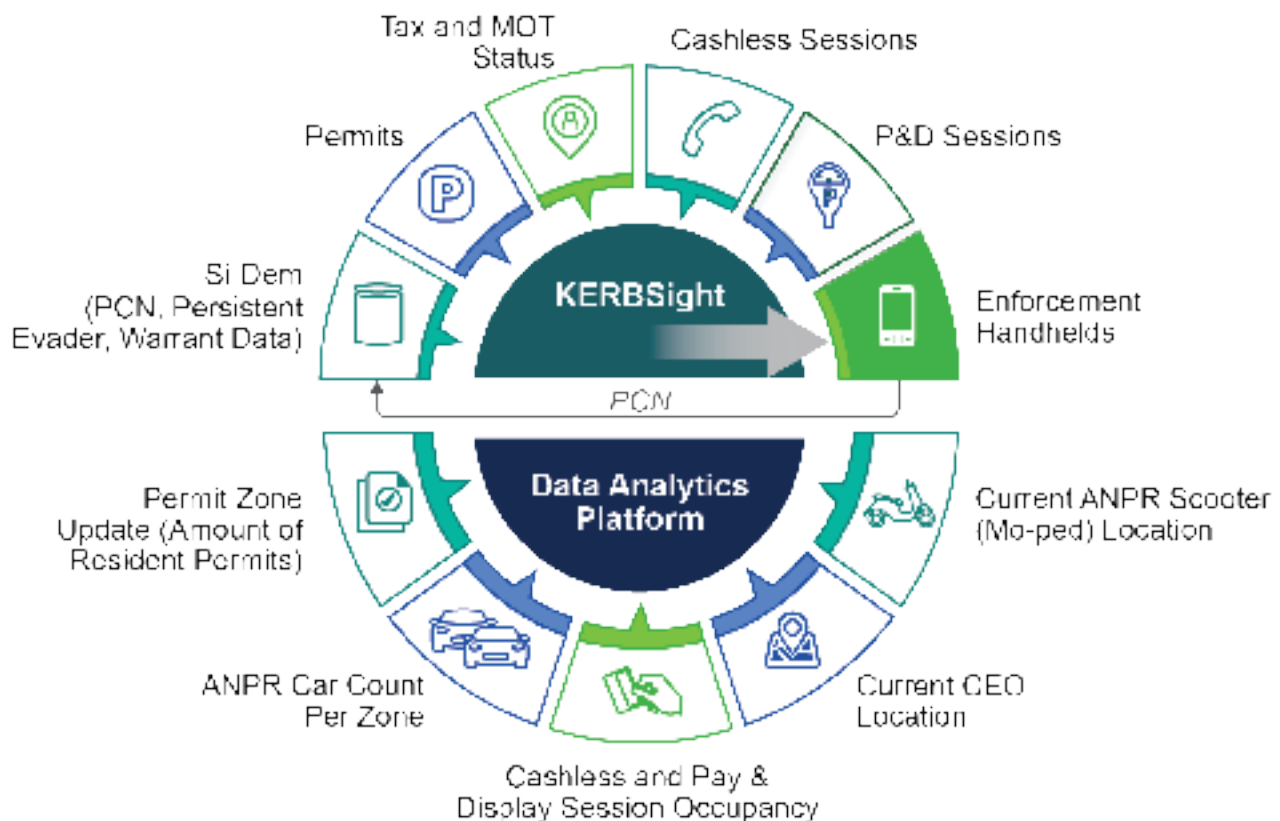 Tax and MOT
Status
Cashless Sessions
Permits
P&D Sessions
P
P
Si Dem
(PCN, Persistent
Evader, Warrant Data)
KERBSight
Enforcement
Handhelds
PCN
Permit Zone
Update (Amount of
Resident Permits)
Data Analytics
Platform
Current ANPR Scooter
(Mo-ped) Location
ANPR Car Count
Per Zone
Current CEO
Location
Cashless and Pay &
Display Session Occupancy